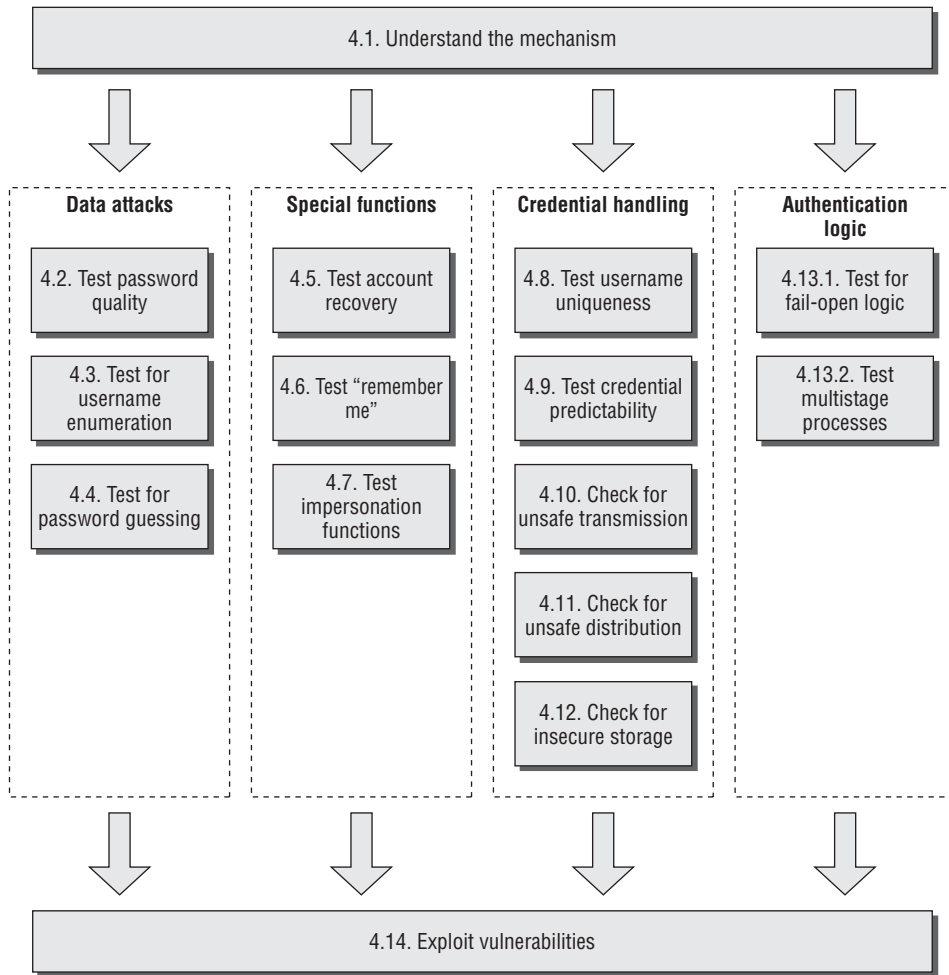 4.1. Understand the mechanism
Data attacks
4.2. Test password
quality
4.3. Test for
username
enumeration
4.4. Test for
password guessing
Special functions
4.5. Test account
recovery
4.6. Test “remember
me”
4.7. Test
impersonation
functions
Credential handling
4.8. Test username
uniqueness
4.9. Test credential
predictability
4.10. Check for
unsafe transmission
4.11. Check for
unsafe distribution
4.12. Check for
insecure storage
Authentication
logic
4.13.1. Test for
fail-open logic
4.13.2. Test
multistage
processes
4.14. Exploit vulnerabilities